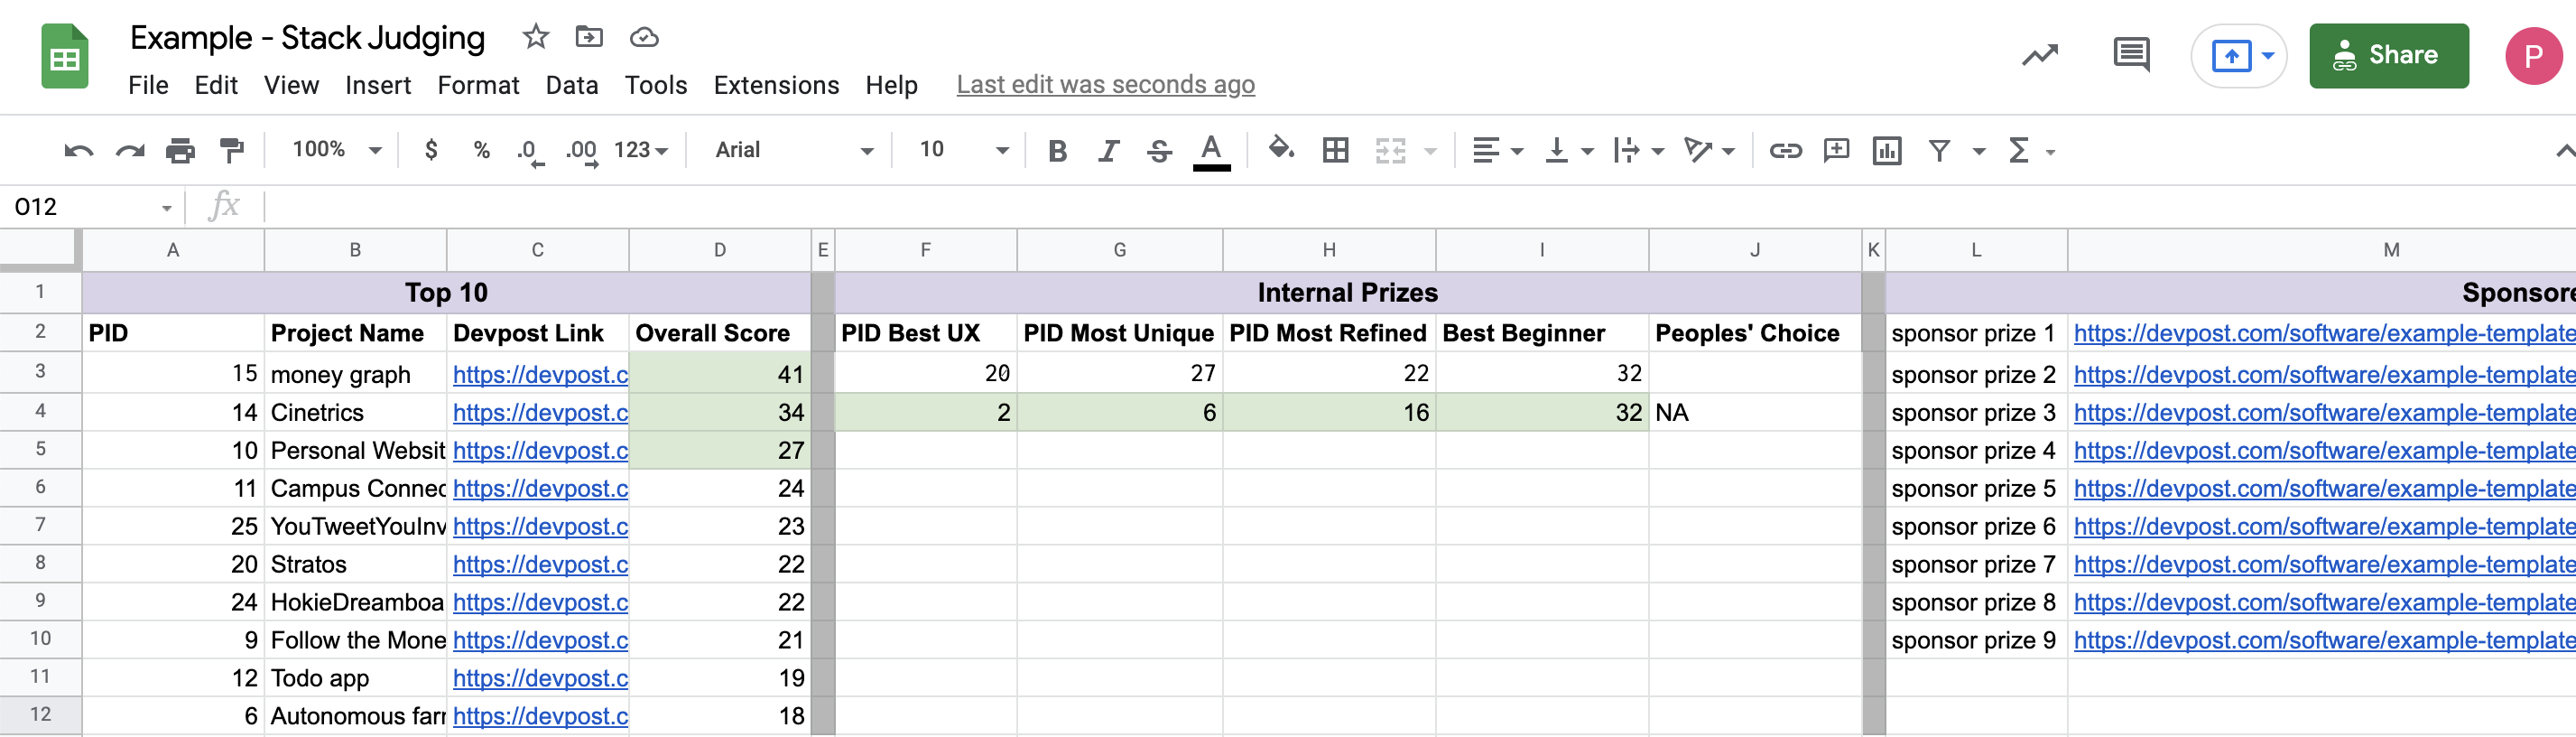 Example - Stack Judging
File Edit View Insert Format Data Tools Extensions Help Last edit was seconds ago
Share
P
100% $ % .0 .00 123 Arial 10 B I S A
O12 fx
A B C D E F G H I J K L M
1 Top 10 Internal Prizes Sponsore
2 PID Project Name Devpost Link Overall Score PID Best UX PID Most Unique PID Most Refined Best Beginner Peoples' Choice sponsor prize 1 https://devpost.com/software/example-template
3 15 money graph https://devpost.c 41 20 27 22 32 sponsor prize 2 https://devpost.com/software/example-template
4 14 Cinetrics https://devpost.c 34 2 6 16 32 NA sponsor prize 3 https://devpost.com/software/example-template
5 10 Personal Websit https://devpost.c 27 sponsor prize 4 https://devpost.com/software/example-template
6 11 Campus Connec https://devpost.c 24 sponsor prize 5 https://devpost.com/software/example-template
7 25 YouTweetYouInv https://devpost.c 23 sponsor prize 6 https://devpost.com/software/example-template
8 20 Stratos https://devpost.c 22 sponsor prize 7 https://devpost.com/software/example-template
9 24 HokieDreamboa https://devpost.c 22 sponsor prize 8 https://devpost.com/software/example-template
10 9 Follow the Mone https://devpost.c 21 sponsor prize 9 https://devpost.com/software/example-template
11 12 Todo app https://devpost.c 19
12 6 Autonomous farr https://devpost.c 18